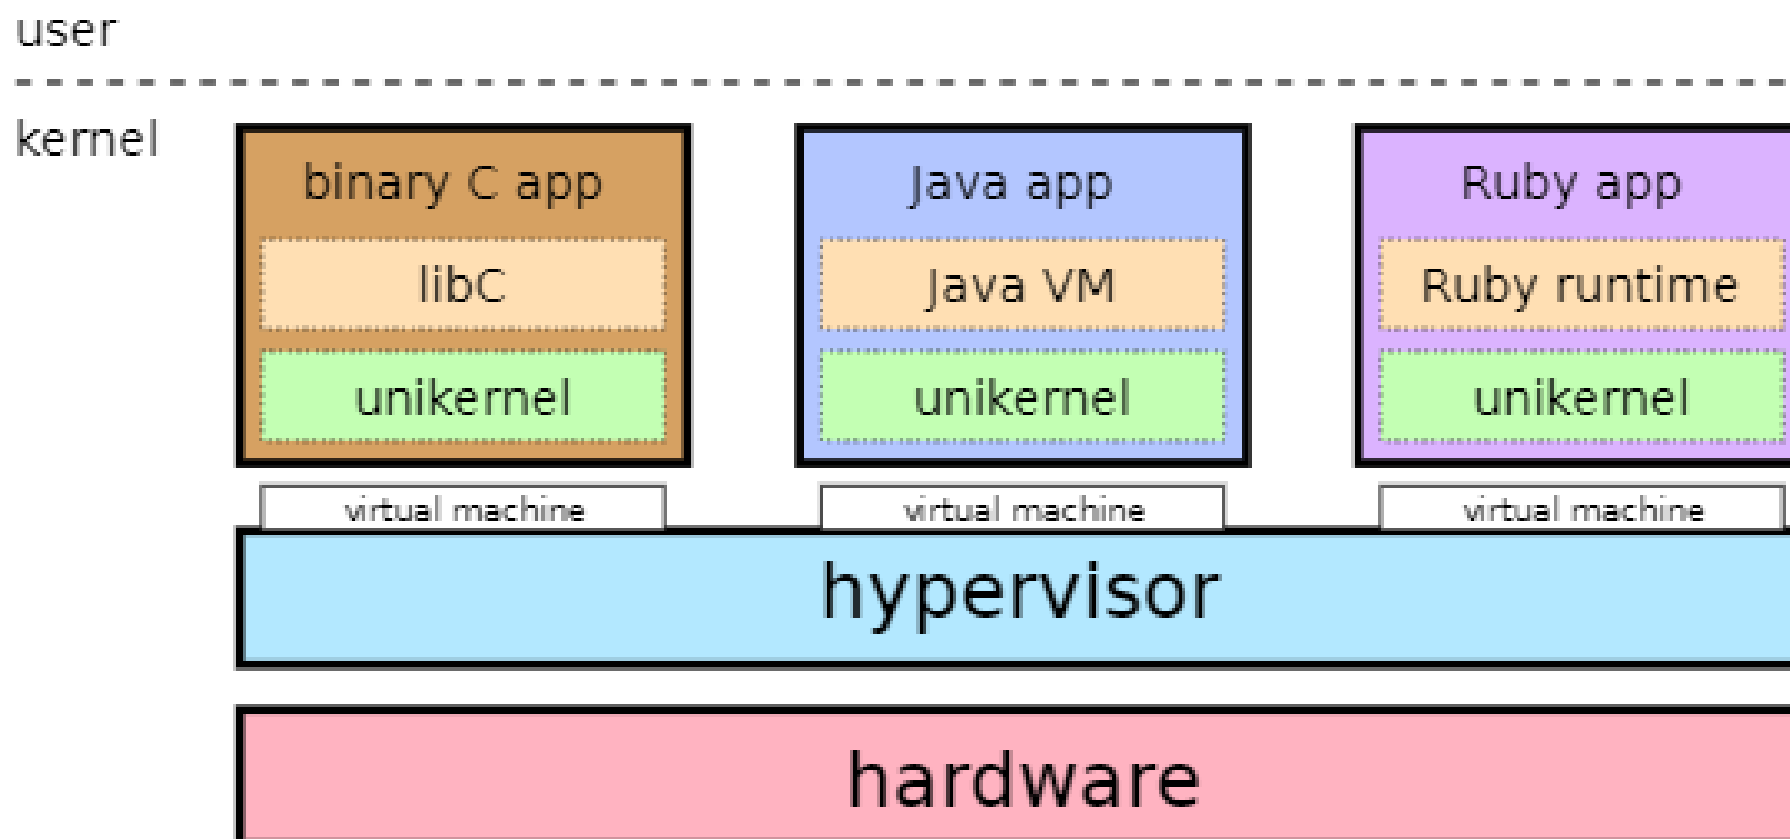 user
kernel
binary C app
Java app
Ruby app
libC
Java VM
Ruby runtime
unikernel
unikernel
unikernel
virtual machine
virtual machine
virtual machine
hypervisor
hardware